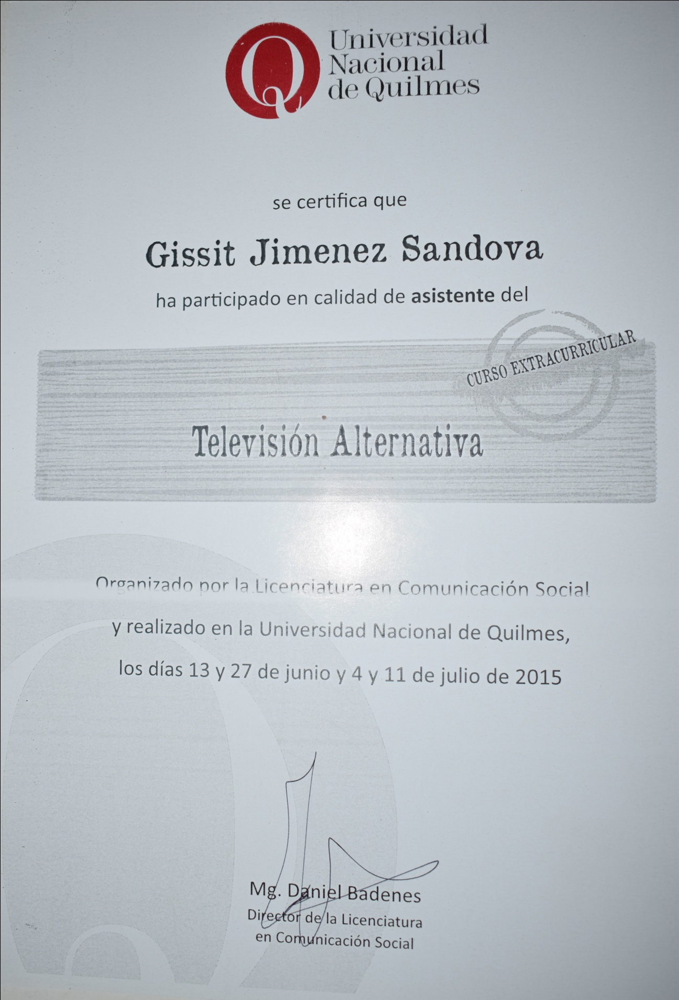 Universidad
Nacional
de Quilmes
se certifica que
Gissit Jimenez Sandova
ha participado en calidad de asistente del
CURSO EXTRACURRICULAR
Televisión Alternativa
Organizado por la Licenciatura en Comunicación Social
y realizado en la Universidad Nacional de Quilmes,
los días 13 y 27 de junio y 4 y 11 de julio de 2015
Mg. Daniel Badenes
Director de la Licenciatura
en Comunicación Social